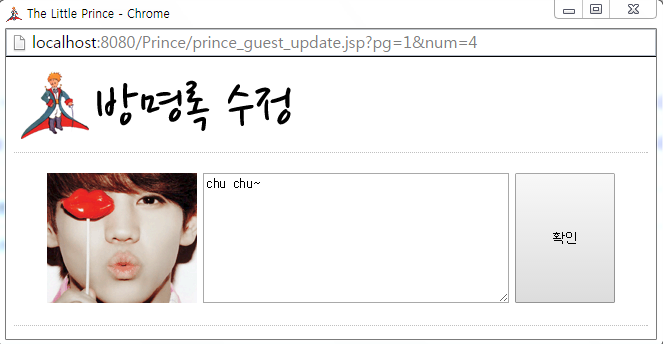 The Little Prince - Chrome
localhost:8080/Prince/prince_guest_update.jsp?pg=1&num=4
방명록 수정
chu chu~
확인